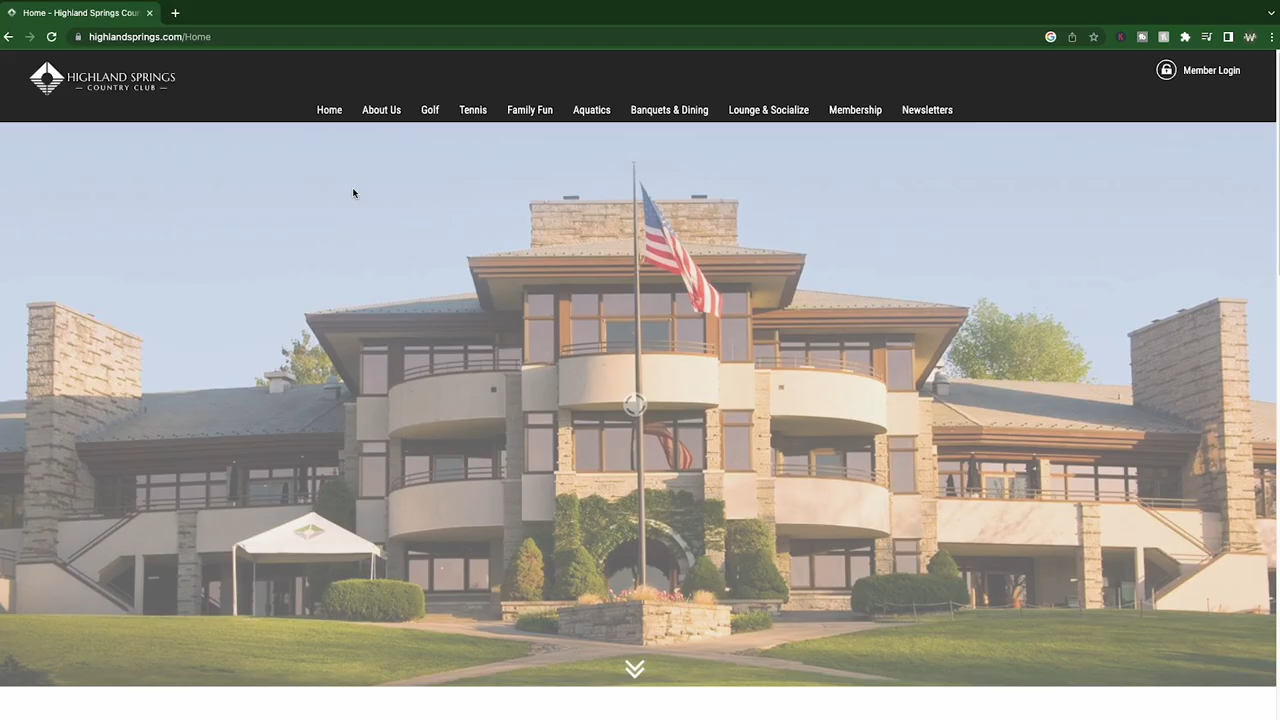 Home - Highland Springs Cour
highlandsprings.com/Home
HIGHLAND SPRINGS
COUNTRY CLUB
Member Login
Home About Us Golf Tennis Family Fun Aquatics Banquets & Dining Lounge & Socialize Membership Newsletters